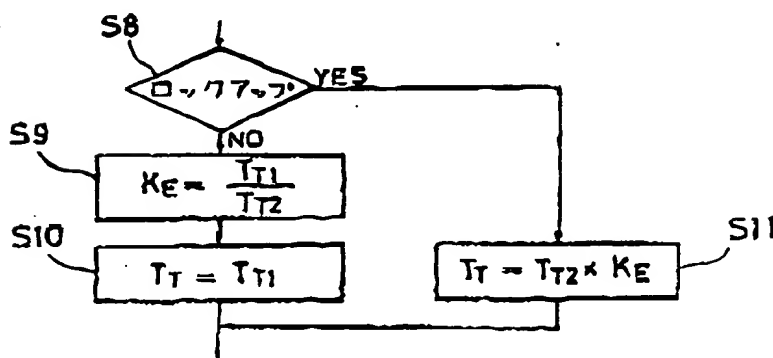 S8
ロックアップ
YES
NO
S9
KE = TT1 / TT2
S10
TT = TT1
S11
TT = TT2 × KE